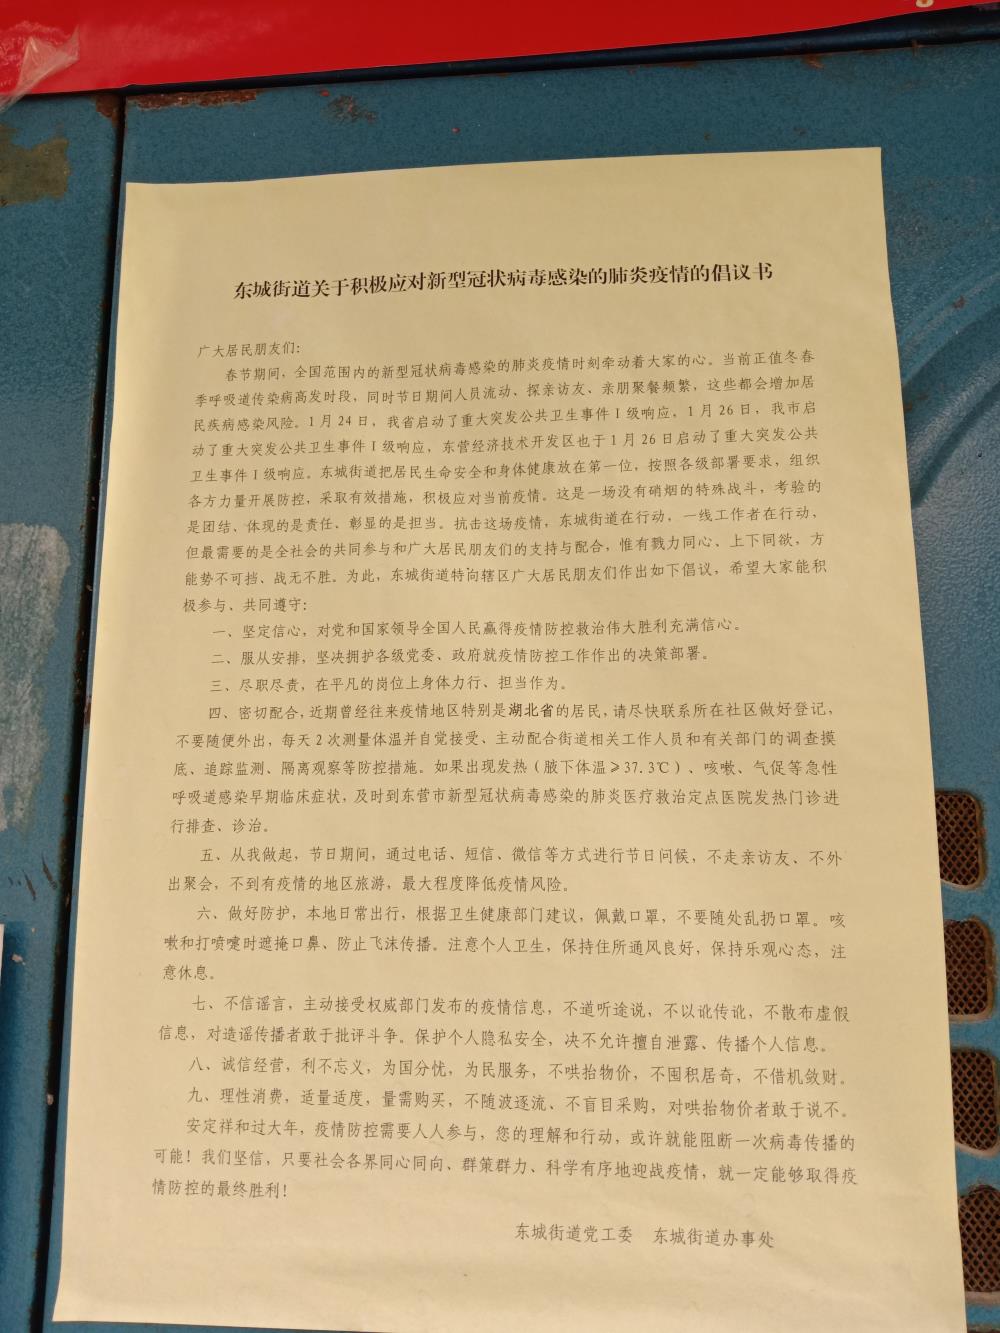 东城街道关于积极应对新型冠状病毒感染的肺炎疫情的倡议书
广大居民朋友们:
春节期间，全国范围内的新型冠状病毒感染的肺炎疫情时刻牵动着大家的心。当前正值冬春
季呼吸道传染病高发时段，同时节日期间人员流动、探亲访友、亲朋聚餐频繁，这些都会增加居
民疾病感染风险。1月24日，我省启动了重大突发公共卫生事件Ⅰ级响应，1月26日，我市启
动了重大突发公共卫生事件Ⅰ级响应，东营经济技术开发区也于1月26日启动了重大突发公共
卫生事件Ⅰ级响应。东城街道把居民生命安全和身体健康放在第一位，按照各级部署要求，组织
各方力量开展防控，采取有效措施，积极应对当前疫情。这是一场没有硝烟的特殊战斗，考验的
是团结、体现的是责任、彰显的是担当。抗击这场疫情，东城街道在行动，一线工作者在行动，
但最需要的是全社会的共同参与和广大居民朋友们的支持与配合，惟有戮力同心、上下同欲，方
能势不可挡、战无不胜。为此，东城街道特向辖区广大居民朋友们作出如下倡议，希望大家能积
极参与、共同遵守:
一、坚定信心，对党和国家领导全国人民赢得疫情防控救治伟大胜利充满信心。
二、服从安排，坚决拥护各级党委、政府就疫情防控工作作出的决策部署。
三、尽职尽责，在平凡的岗位上身体力行、担当作为。
四、密切配合，近期曾经往来疫情地区特别是湖北省的居民，请尽快联系所在社区做好登记，
不要随便外出，每天2次测量体温并自觉接受、主动配合街道相关工作人员和有关部门的调查摸
底、追踪监测、隔离观察等防控措施。如果出现发热（腋下体温≥37.3℃）、咳嗽、气促等急性
呼吸道感染早期临床症状，及时到东营市新型冠状病毒感染的肺炎医疗救治定点医院发热门诊进
行排查、诊治。
五、从我做起，节日期间，通过电话、短信、微信等方式进行节日问候，不走亲访友、不外
出聚会，不到有疫情的地区旅游，最大程度降低疫情风险。
六、做好防护，本地日常出行，根据卫生健康部门建议，佩戴口罩，不要随处乱扔口罩。咳
嗽和打喷嚏时遮掩口鼻、防止飞沫传播。注意个人卫生，保持住所通风良好，保持乐观心态，注
意休息。
七、不信谣言，主动接受权威部门发布的疫情信息，不道听途说，不以讹传讹，不散布虚假
信息，对造谣传播者敢于批评斗争。保护个人隐私安全，决不允许擅自泄露、传播个人信息。
八、诚信经营，利不忘义，为国分忧，为民服务，不哄抬物价，不囤积居奇，不借机敛财。
九、理性消费，适量适度，量需购买，不随波逐流、不盲目采购，对哄抬物价者敢于说不。
安定祥和过大年，疫情防控需要人人参与，您的理解和行动，或许就能阻断一次病毒传播的
可能！我们坚信，只要社会各界同心同向、群策群力、科学有序地迎战疫情，就一定能够取得疫
情防控的最终胜利！
东城街道党工委 东城街道办事处